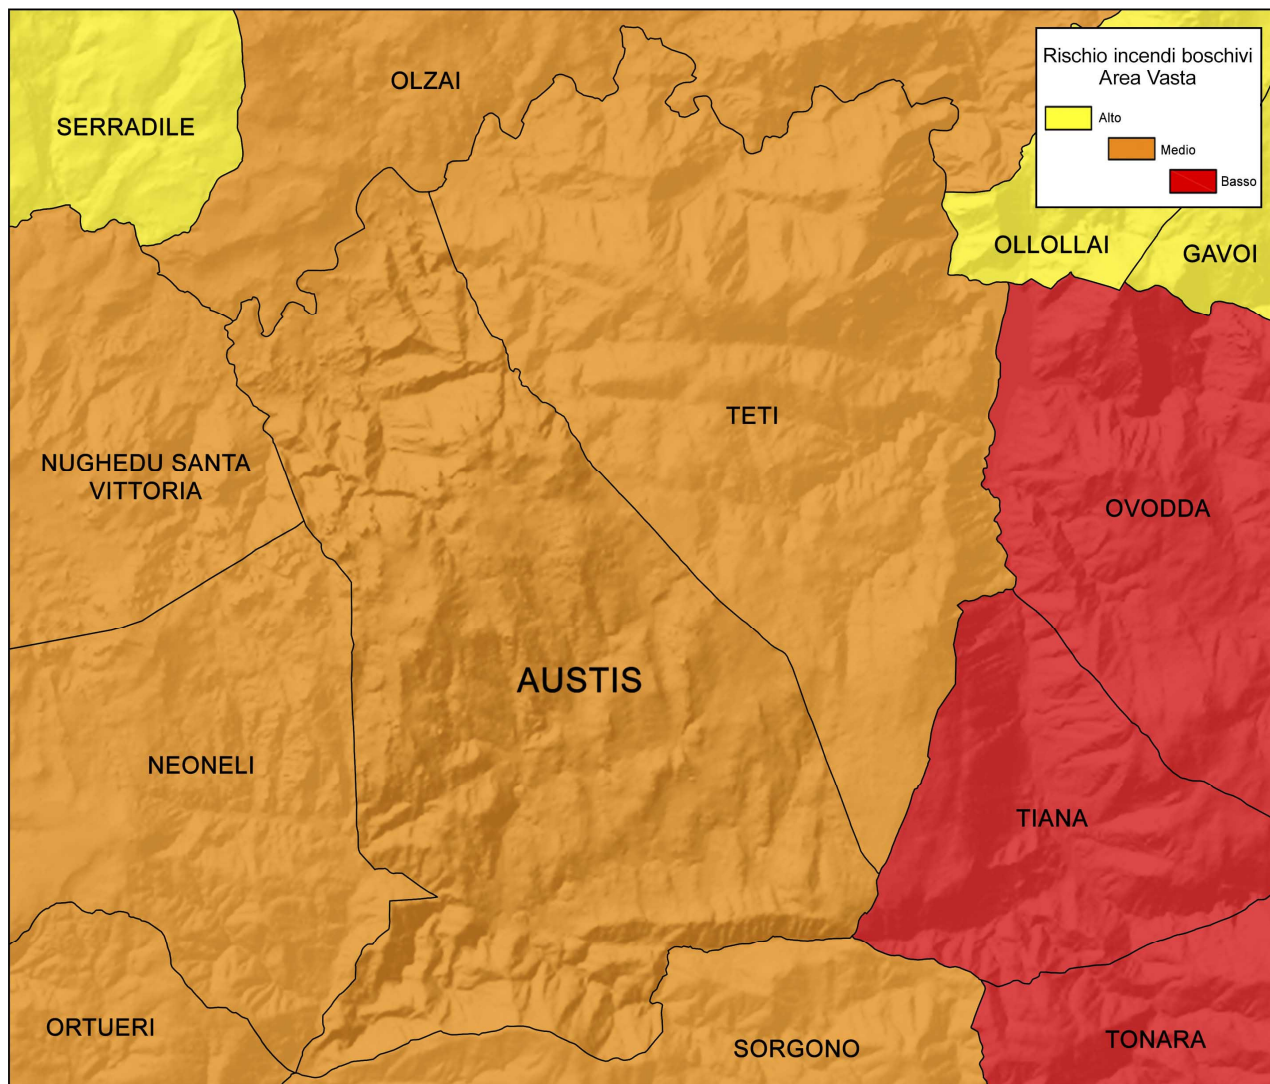 Rischio incendi boschivi
Area Vasta
Alto
Medio
Basso
OLZAI
SERRADILE
OLLOLLAI
GAVOI
TETI
NUGHEDU SANTA
VITTORIA
OVODDA
AUSTIS
NEONELI
TIANA
ORTUERI
SORGONO
TONARA